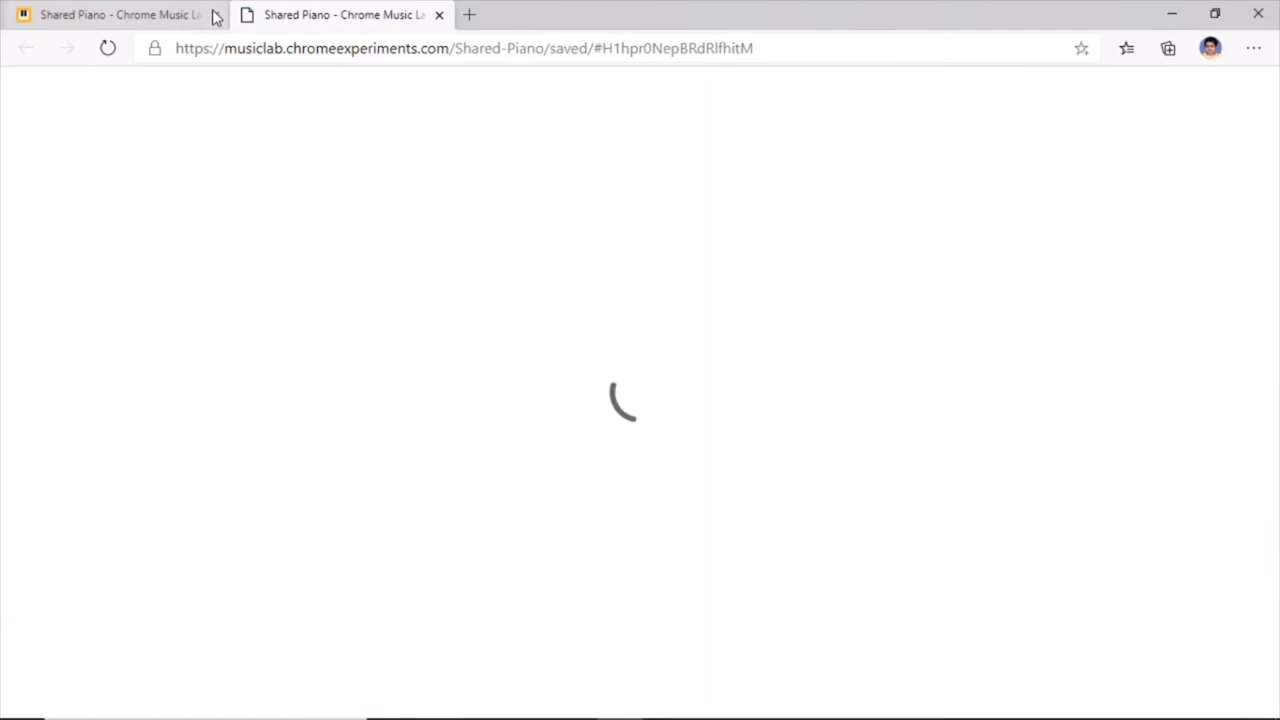 Shared Piano - Chrome Music La
Shared Piano - Chrome Music La
https://musiclab.chromeexperiments.com/Shared-Piano/saved/#H1hpr0NepBRdRlfhitM